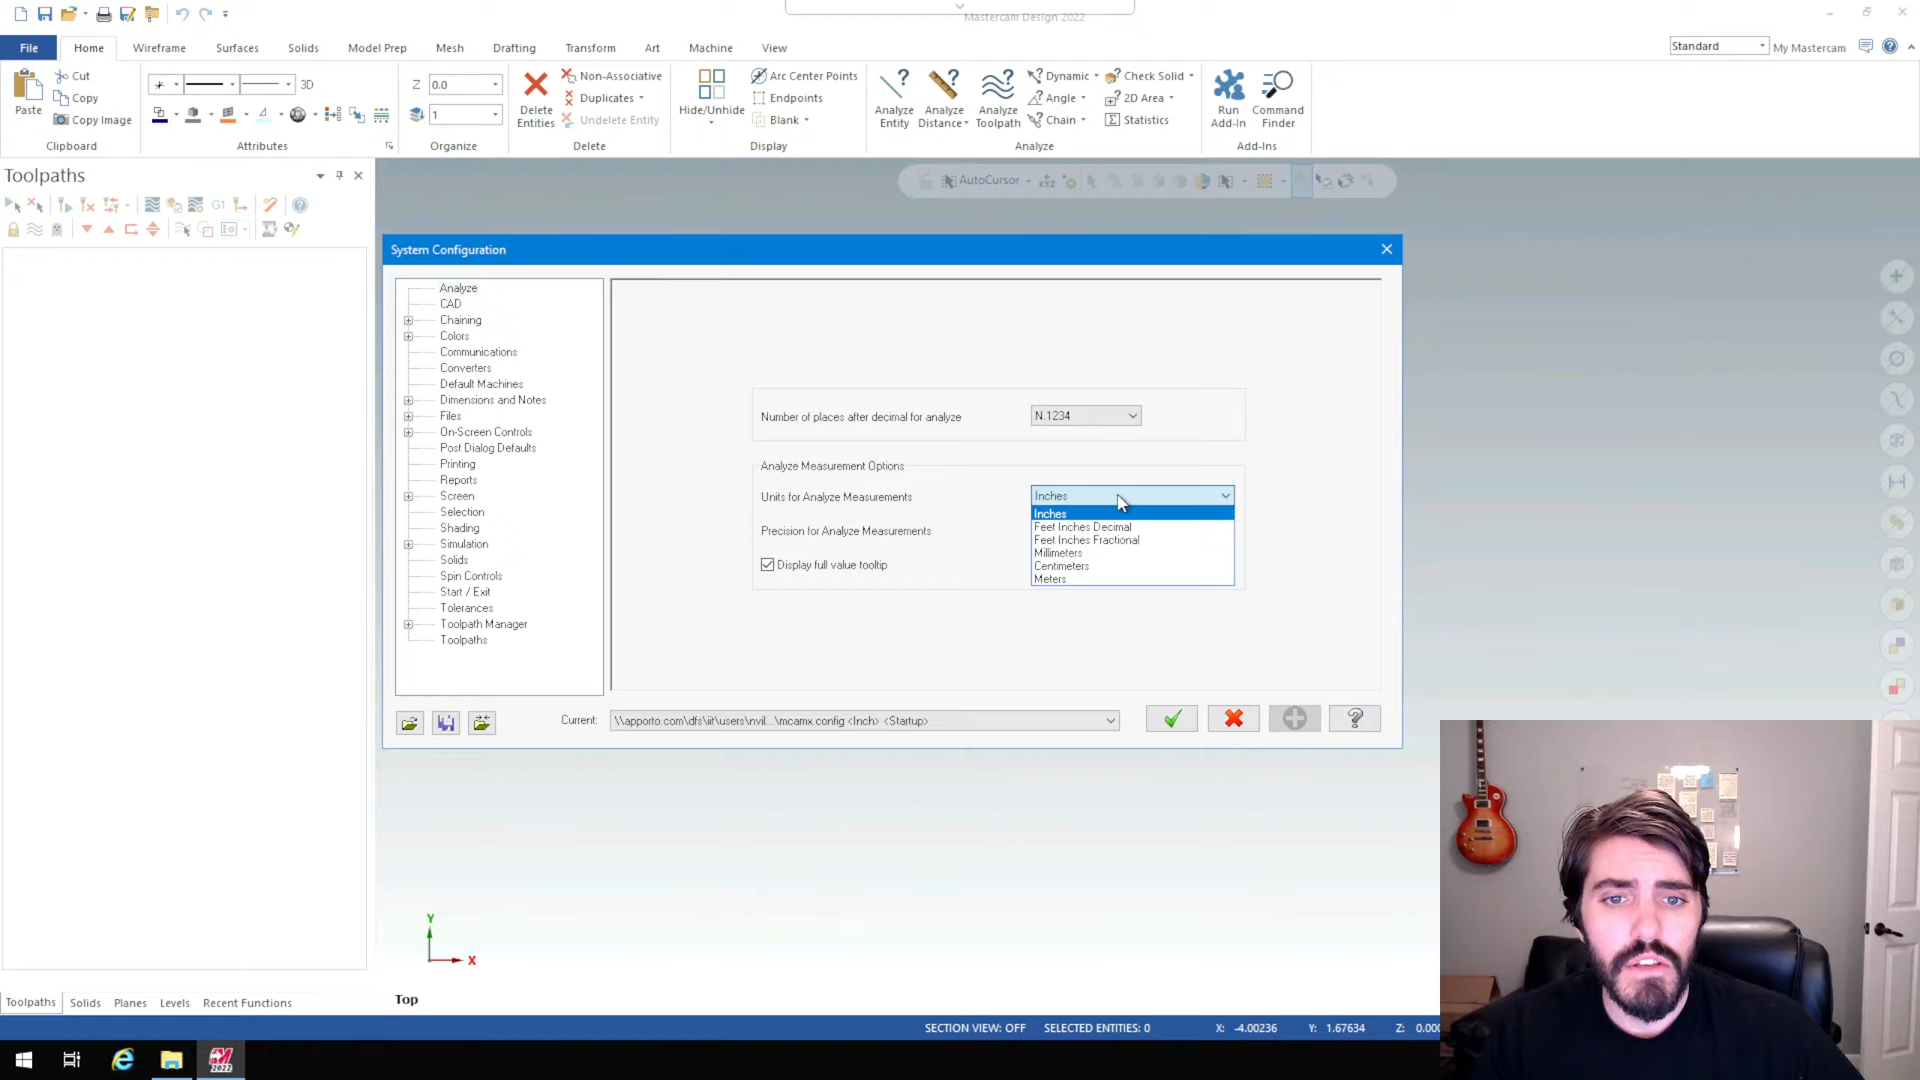 Mastercam Design 2022
File Home Wireframe Surfaces Solids Model Prep Mesh Drafting Transform Art Machine View
Standard My Mastercam
Paste
Cut
Copy
Copy Image
Clipboard
3D
Attributes
Z 0.0
1
Organize
Delete Entities
Non-Associative
Duplicates
Undelete Entity
Delete
Hide/Unhide
Arc Center Points
Endpoints
Blank
Display
Analyze Entity
Analyze Distance
Analyze Toolpath
Dynamic
Angle
Chain
Check Solid
2D Area
Statistics
Analyze
Run Add-In
Command Finder
Add-Ins
Toolpaths
G1
AutoCursor
XYZ
System Configuration
Analyze
CAD
Chaining
Colors
Communications
Converters
Default Machines
Dimensions and Notes
Files
On-Screen Controls
Post Dialog Defaults
Printing
Reports
Screen
Selection
Shading
Simulation
Solids
Spin Controls
Start / Exit
Tolerances
Toolpath Manager
Toolpaths
Number of places after decimal for analyze N.1234
Analyze Measurement Options
Units for Analyze Measurements Inches
Inches
Feet Inches Decimal
Feet Inches Fractional
Millimeters
Centimeters
Meters
Precision for Analyze Measurements
Display full value tooltip
Current: \\apporto.com\dfs\iit\users\nvil...\mcamx.config <Inch> <Startup>
Y
X
Top
Toolpaths Solids Planes Levels Recent Functions
SECTION VIEW: OFF SELECTED ENTITIES: 0 X: -4.00236 Y: 1.67634 Z: 0.000
2022